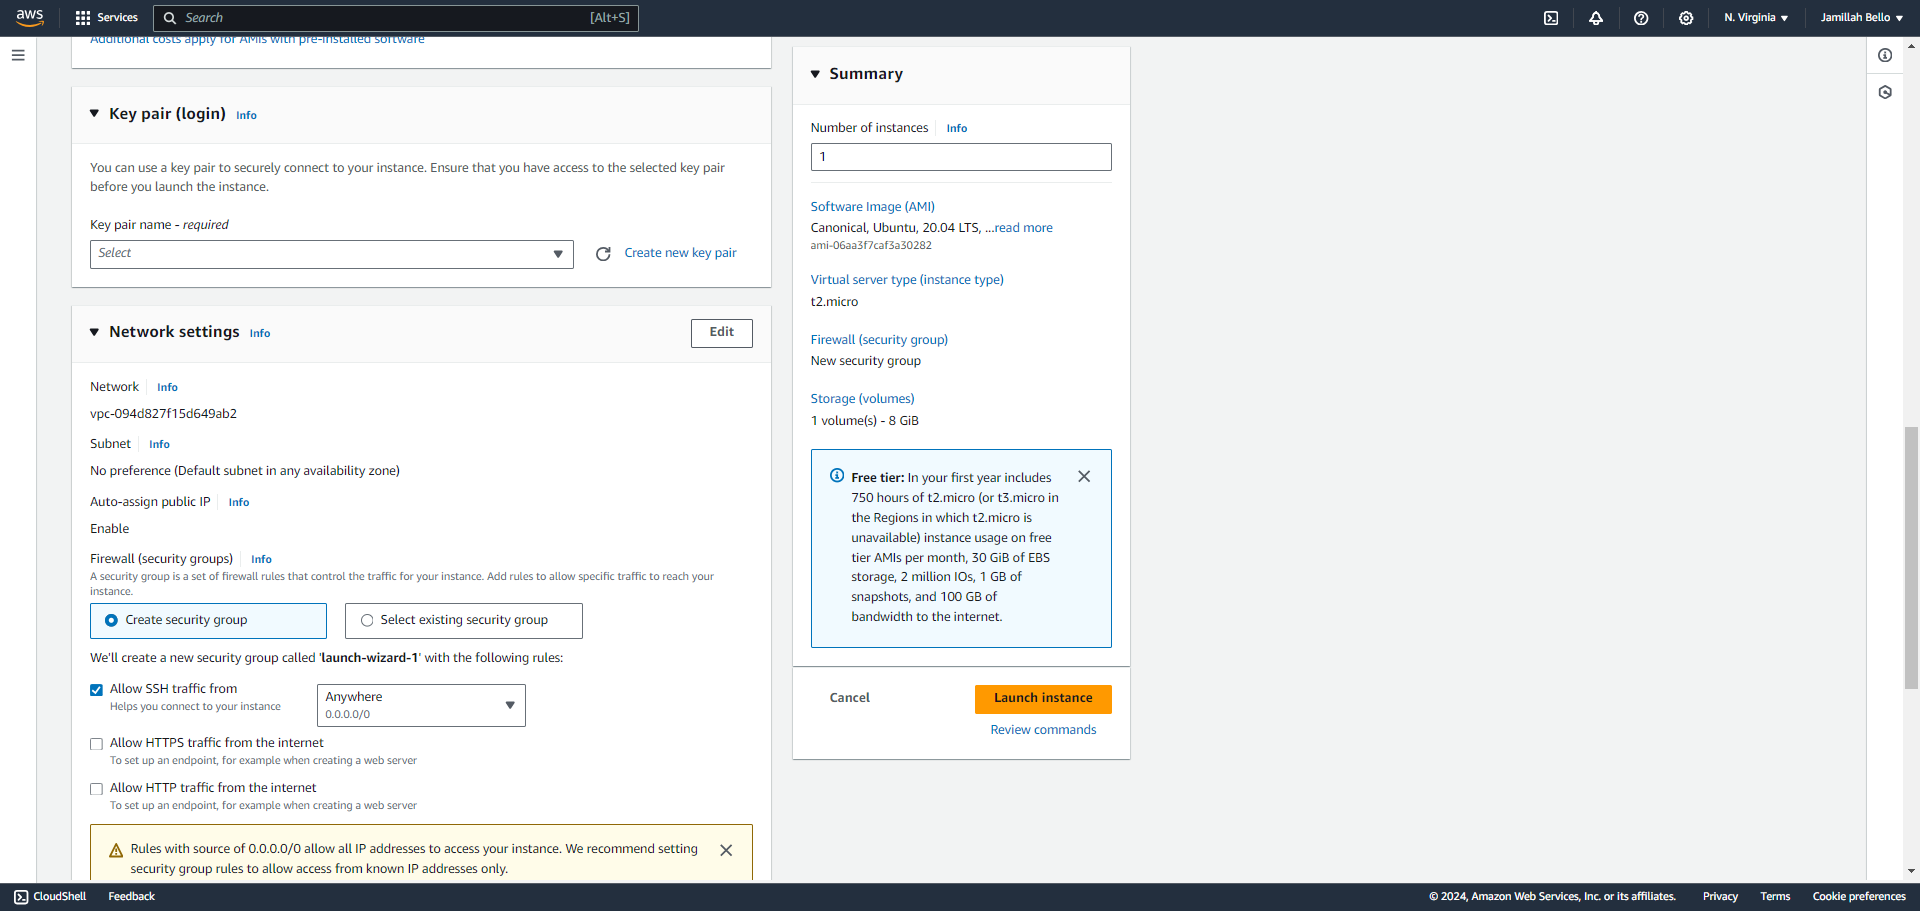 aws
Services
Search
[Alt+S]
N. Virginia
Jamillah Bello
Additional costs apply for AMIs with pre-installed software
Key pair (login) Info
You can use a key pair to securely connect to your instance. Ensure that you have access to the selected key pair
before you launch the instance.
Key pair name - required
Select
Create new key pair
Network settings Info
Edit
Network Info
vpc-094d827f15d649ab2
Subnet Info
No preference (Default subnet in any availability zone)
Auto-assign public IP Info
Enable
Firewall (security groups) Info
A security group is a set of firewall rules that control the traffic for your instance. Add rules to allow specific traffic to reach your
instance.
Create security group
Select existing security group
We'll create a new security group called 'launch-wizard-1' with the following rules:
Allow SSH traffic from
Helps you connect to your instance
Anywhere
0.0.0.0/0
Allow HTTPS traffic from the internet
To set up an endpoint, for example when creating a web server
Allow HTTP traffic from the internet
To set up an endpoint, for example when creating a web server
Rules with source of 0.0.0.0/0 allow all IP addresses to access your instance. We recommend setting
security group rules to allow access from known IP addresses only.
Summary
Number of instances Info
1
Software Image (AMI)
Canonical, Ubuntu, 20.04 LTS, ...read more
ami-06aa3f7caf3a30282
Virtual server type (instance type)
t2.micro
Firewall (security group)
New security group
Storage (volumes)
1 volume(s) - 8 GiB
Free tier: In your first year includes
750 hours of t2.micro (or t3.micro in
the Regions in which t2.micro is
unavailable) instance usage on free
tier AMIs per month, 30 GiB of EBS
storage, 2 million IOs, 1 GB of
snapshots, and 100 GB of
bandwidth to the internet.
Cancel
Launch instance
Review commands
CloudShell
Feedback
© 2024, Amazon Web Services, Inc. or its affiliates.
Privacy
Terms
Cookie preferences